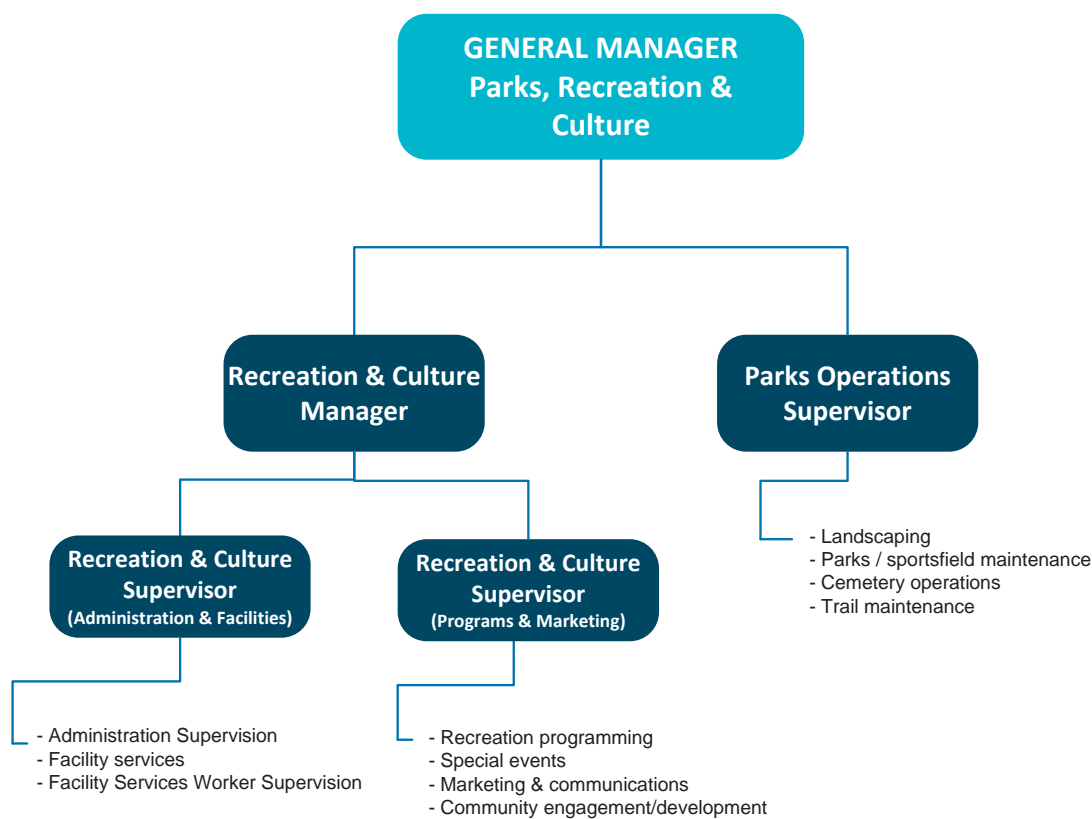 GENERAL MANAGER
Parks, Recreation &
Culture
Recreation & Culture
Manager
Parks Operations
Supervisor
Recreation & Culture
Supervisor
(Administration & Facilities)
Recreation & Culture
Supervisor
(Programs & Marketing)
- Landscaping
- Parks / sportsfield maintenance
- Cemetery operations
- Trail maintenance
- Administration Supervision
- Facility services
- Facility Services Worker Supervision
- Recreation programming
- Special events
- Marketing & communications
- Community engagement/development